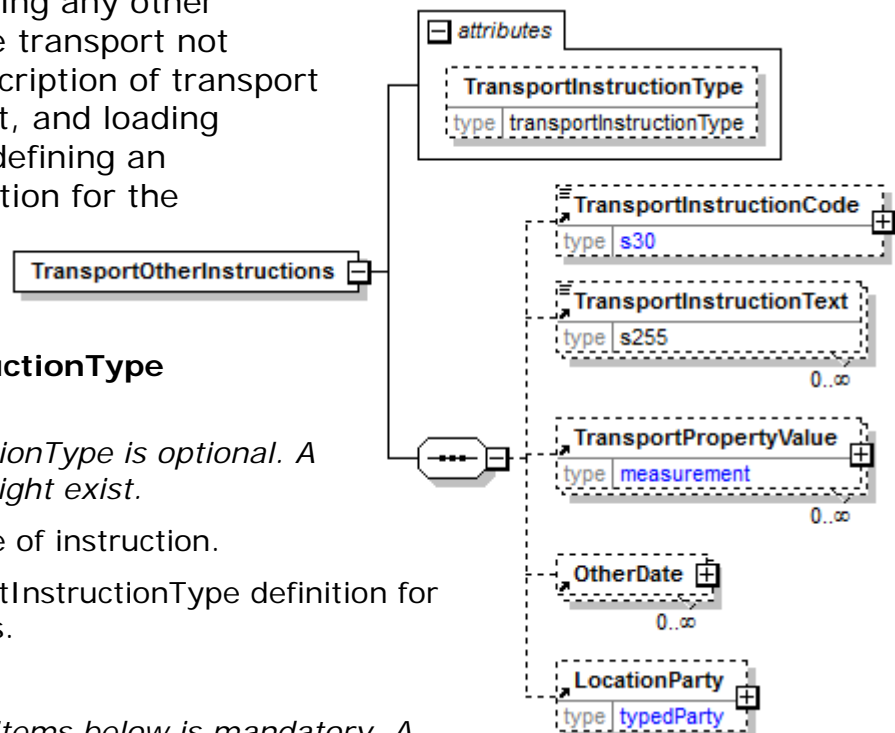 ing any other
e transport not
cription of transport
t, and loading
defining an
tion for the
uctionType
ionType is optional. A
ight exist.
e of instruction.
tInstructionType definition for
s.
items below is mandatory. A
attributes
TransportInstructionType
type transportInstructionType
TransportOtherInstructions
TransportInstructionCode
type s30
TransportInstructionText
type s255
0..∞
TransportPropertyValue
type measurement
0..∞
OtherDate
0..∞
LocationParty
type typedParty